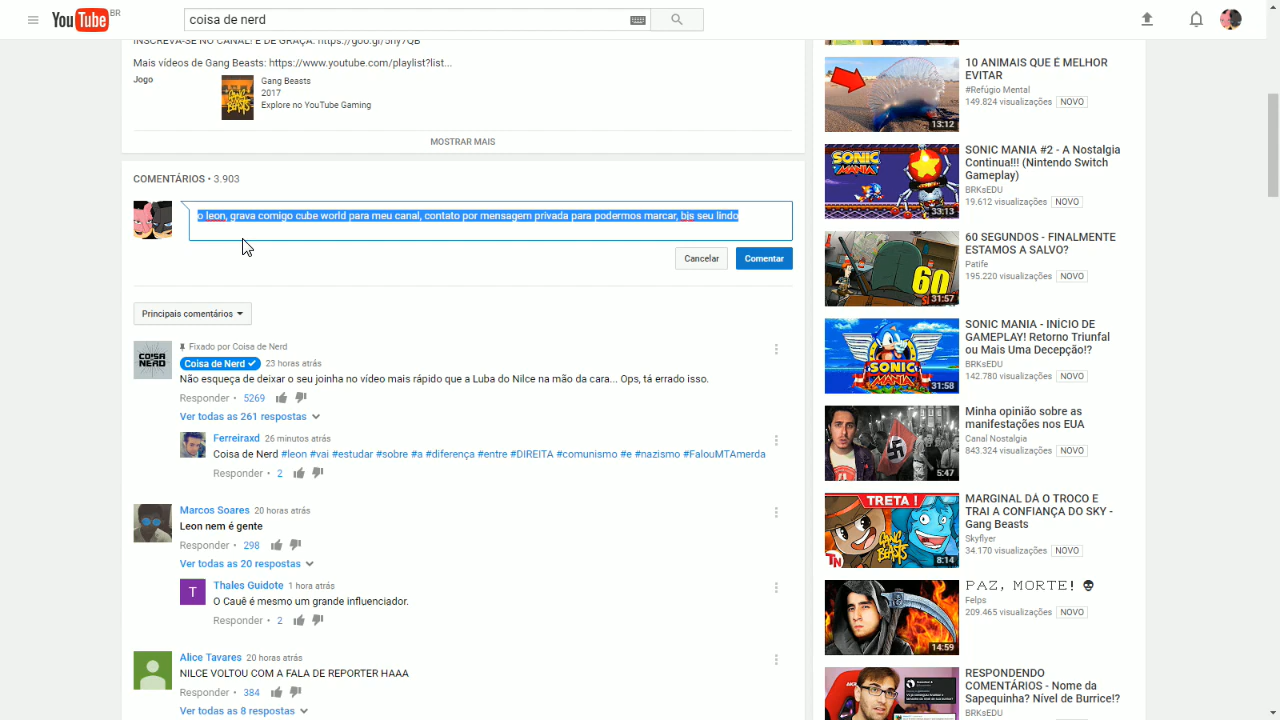 YouTube BR
coisa de nerd
INSCREVA-SE NO CANAL! É DE GRAÇA: https://goo.gl/5hy7QB
Mais vídeos de Gang Beasts: https://www.youtube.com/playlist?list...
Jogo
Gang Beasts
2017
Explore no YouTube Gaming
MOSTRAR MAIS
COMENTÁRIOS • 3.903
o leon, grava comigo cube world para meu canal, contato por mensagem privada para podermos marcar, bjs seu lindo
Cancelar
Comentar
Principais comentários
COISA NERD
Fixado por Coisa de Nerd
Coisa de Nerd 23 horas atrás
Não esqueça de deixar o seu joinha no vídeo mais rápido que a Luba do Nilce na mão da cara... Ops, tá errado isso.
Responder • 5269
Ver todas as 261 respostas
Ferreiraxd 26 minutos atrás
Coisa de Nerd #leon #vai #estudar #sobre #a #diferença #entre #DIREITA #comunismo #e #nazismo #FalouMTAmerda
Responder • 2
Marcos Soares 20 horas atrás
Leon nem é gente
Responder • 298
Ver todas as 20 respostas
T
Thales Guidote 1 hora atrás
O Cauê é mesmo um grande influenciador.
Responder • 2
Alice Tavares 20 horas atrás
NILCE VOLTOU COM A FALA DE REPORTER HAAA
Responder • 384
Ver todas as 8 respostas
13:12
10 ANIMAIS QUE É MELHOR
EVITAR
#Refúgio Mental
149.824 visualizações NOVO
SONIC
MANIA
33:13
SONIC MANIA #2 - A Nostalgia
Continua!!! (Nintendo Switch
Gameplay)
BRKsEDU
19.612 visualizações NOVO
60
31:57
60 SEGUNDOS - FINALMENTE
ESTAMOS A SALVO?
Patife
195.220 visualizações NOVO
SONIC
MANIA
31:58
SONIC MANIA - INíCIO DE
GAMEPLAY! Retorno Triunfal
ou Mais Uma Decepção!?
BRKsEDU
142.780 visualizações NOVO
5:47
Minha opinião sobre as
manifestações nos EUA
Canal Nostalgia
843.324 visualizações NOVO
TRETA !
GANG
BEASTS
TN
8:14
MARGINAL DÁ O TROCO E
TRAI A CONFIANÇA DO SKY -
Gang Beasts
Skyflyer
34.170 visualizações NOVO
14:59
PAZ, MORTE! 💀
Felps
209.465 visualizações NOVO
RESPONDENDO
COMENTÁRIOS - Nome da
Sapequinha? Nível de Burrice!?
BRKsEDU